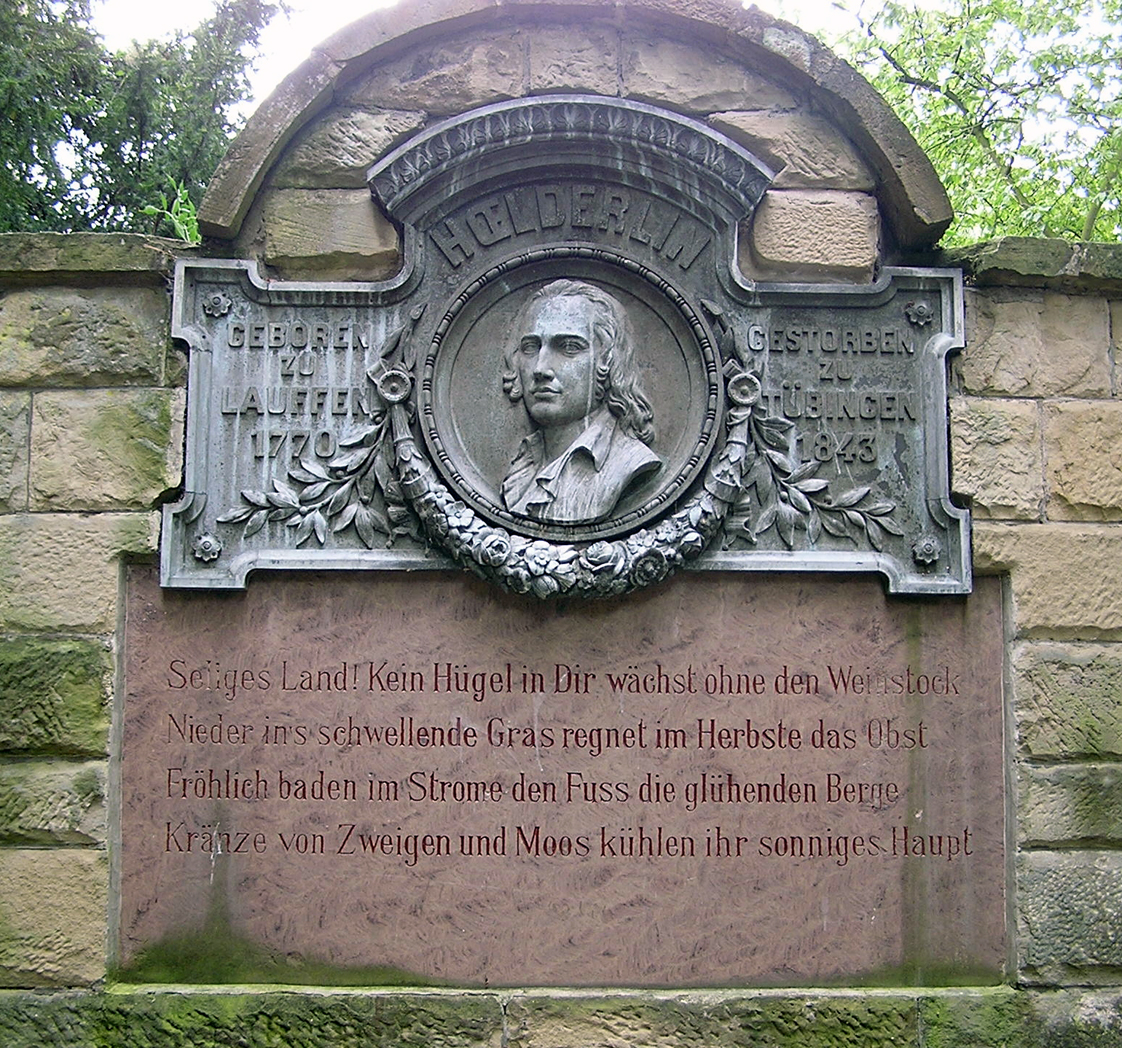 HŒLDERLIN
GEBOREN
ZU
LAUFFEN
1770
GESTORBEN
ZU
TÜBINGEN
1843
Seliges Land! Kein Hügel in Dir wächst ohne den Weinstock
Nieder in's schwellende Gras regnet im Herbste das Obst
Fröhlich baden im Strome den Fuss die glühenden Berge
Kränze von Zweigen und Moos kühlen ihr sonniges Haupt